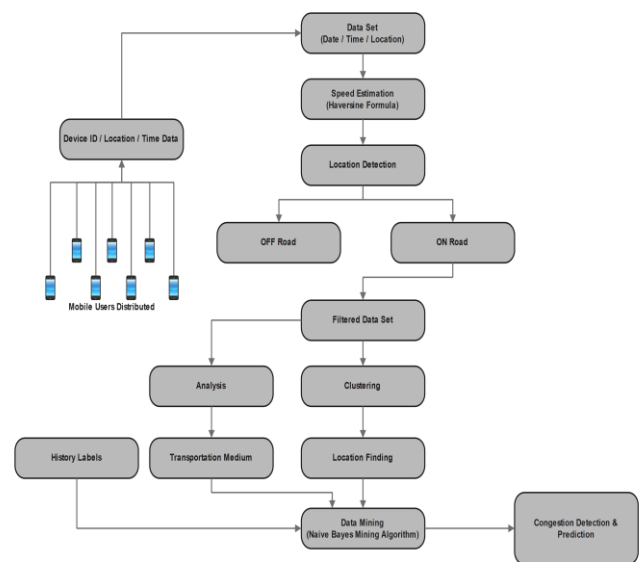 Data Set
(Date / Time / Location)
Speed Estimation
(Haversine Formula)
Device ID / Location / Time Data
Location Detection
OFF Road
ON Road
Mobile Users Distributed
Filtered Data Set
Analysis
Clustering
History Labels
Transportation Medium
Location Finding
Data Mining
(Naive Bayes Mining Algorithm)
Congestion Detection &
Prediction